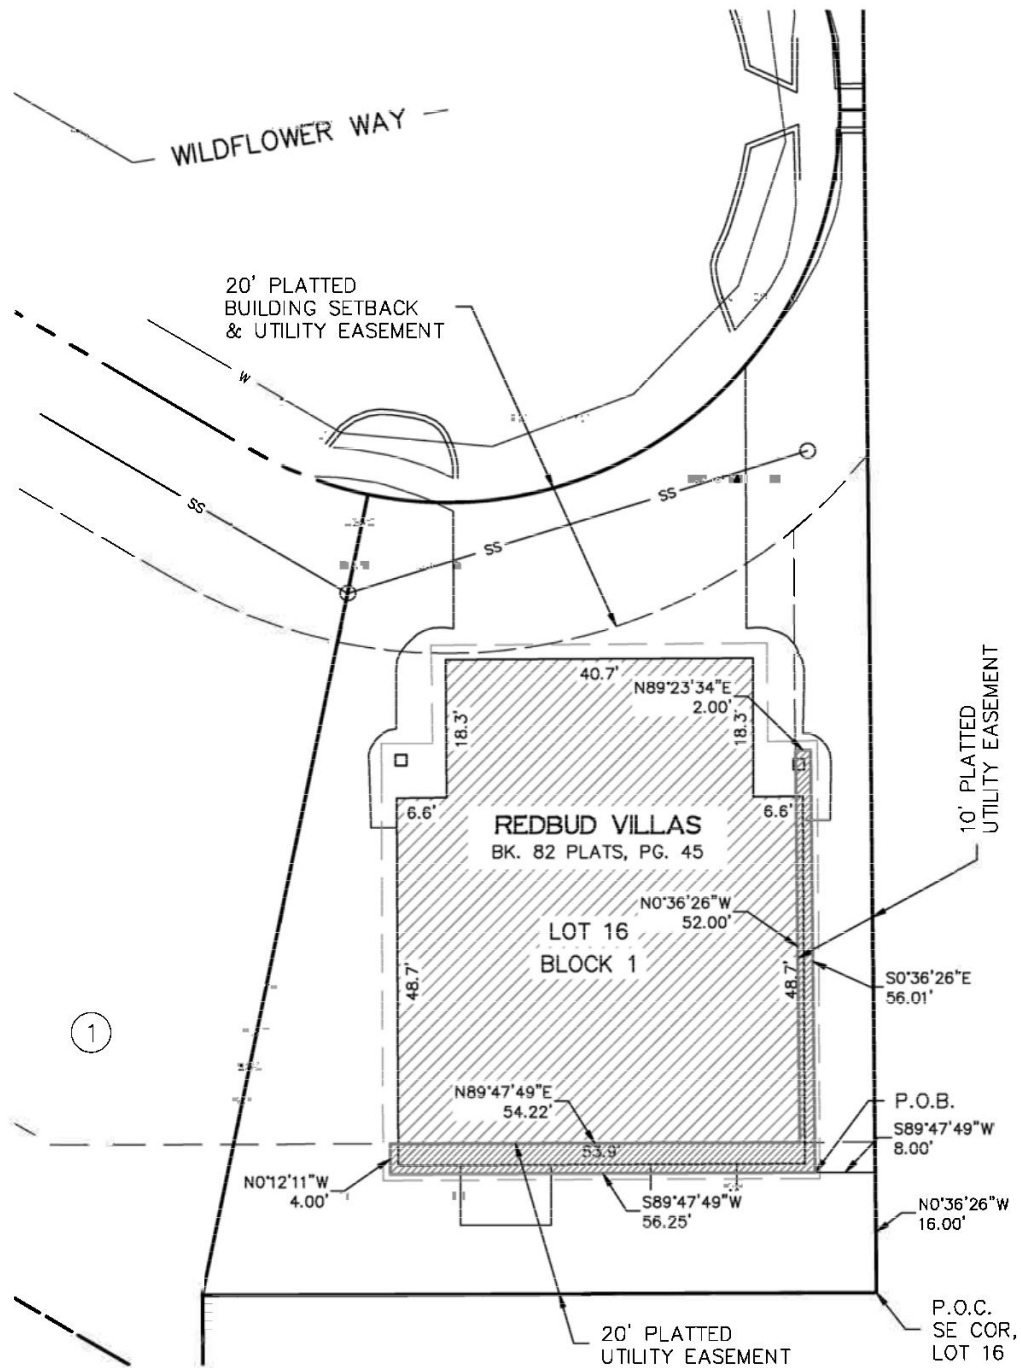 WILDFLOWER WAY
20' PLATTED
BUILDING SETBACK
& UTILITY EASEMENT
W
SS
SS
SS
40.7'
N89°23'34"E
2.00'
18.3'
18.3'
10' PLATTED
UTILITY EASEMENT
6.6'
6.6'
REDBUD VILLAS
BK. 82 PLATS, PG. 45
N0°36'26"W
52.00'
LOT 16
BLOCK 1
48.7'
48.7'
S0°36'26"E
56.01'
1
N89°47'49"E
54.22'
P.O.B.
S89°47'49"W
8.00'
53.9'
N0°12'11"W
4.00'
S89°47'49"W
56.25'
N0°36'26"W
16.00'
P.O.C.
SE COR,
LOT 16
20' PLATTED
UTILITY EASEMENT